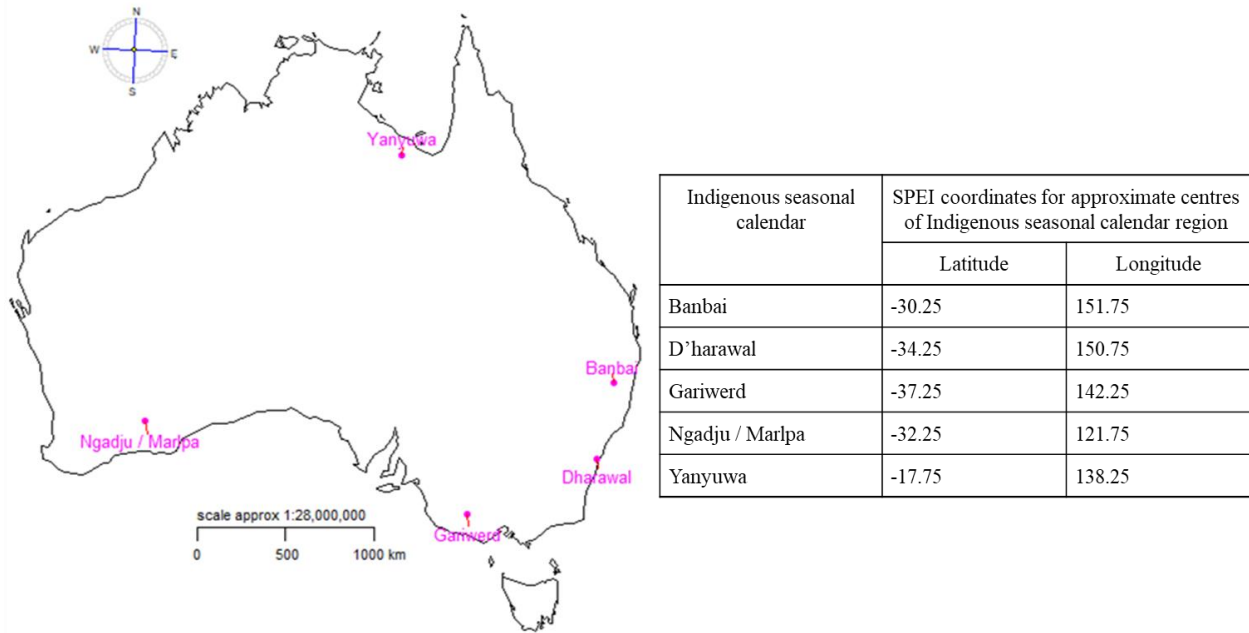 N
W
E
S
Yanyuwa
Banbai
Ngadju / Marlpa
Dharawal
Gariwerd
scale approx 1:28,000,000
0 500 1000 km
Indigenous seasonal
calendar
SPEI coordinates for approximate centres
of Indigenous seasonal calendar region
Latitude Longitude
Banbai -30.25 151.75
D’harawal -34.25 150.75
Gariwerd -37.25 142.25
Ngadju / Marlpa -32.25 121.75
Yanyuwa -17.75 138.25